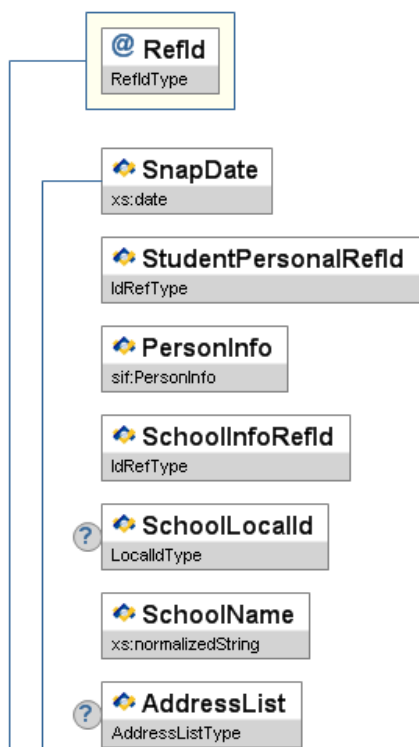 @ RefId
RefIdType
SnapDate
xs:date
StudentPersonalRefId
IdRefType
PersonInfo
sif:PersonInfo
SchoolInfoRefId
IdRefType
? SchoolLocalId
LocalIdType
SchoolName
xs:normalizedString
? AddressList
AddressListType